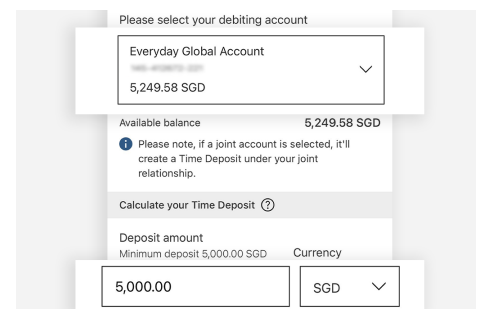 Please select your debiting account
Everyday Global Account
5,249.58 SGD
Available balance 5,249.58 SGD
Please note, if a joint account is selected, it'll
create a Time Deposit under your joint
relationship.
Calculate your Time Deposit ?
Deposit amount
Minimum deposit 5,000.00 SGD Currency
5,000.00 SGD